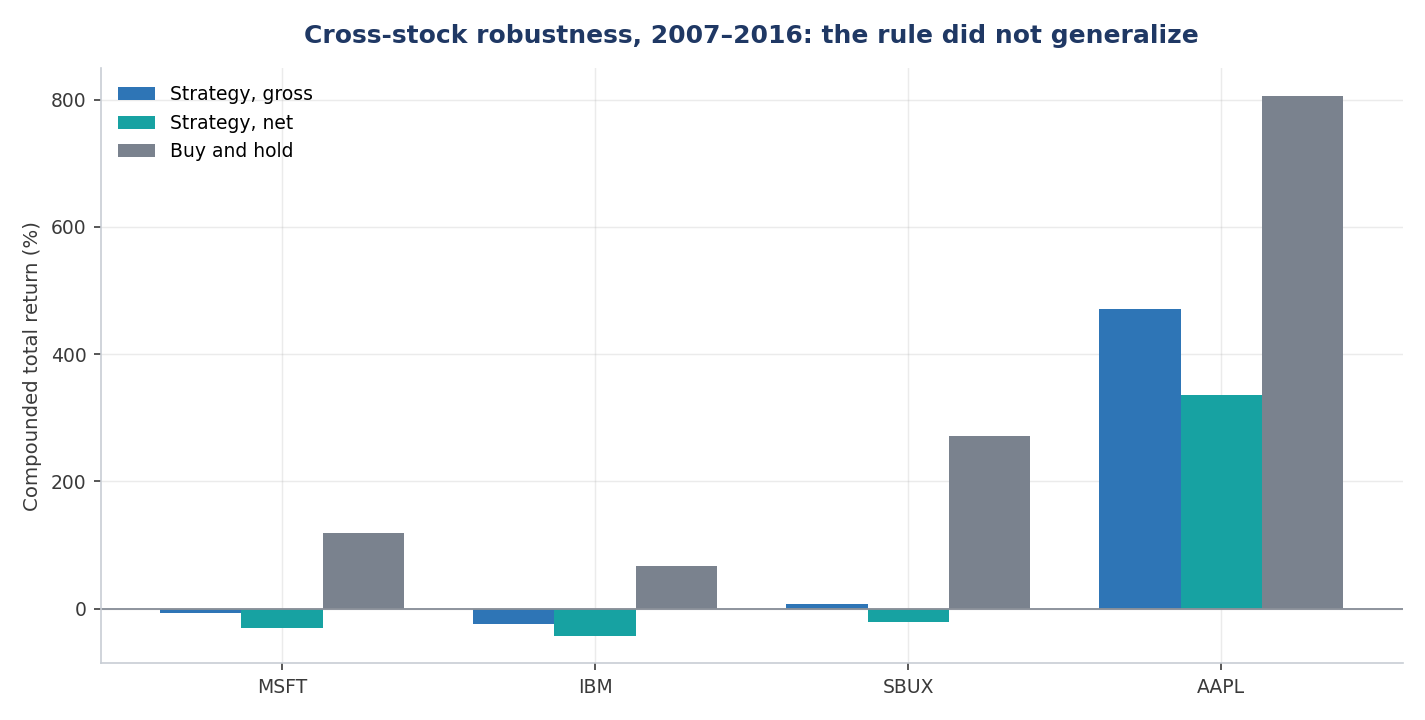 Cross-stock robustness, 2007–2016: the rule did not generalize
Strategy, gross
Strategy, net
Buy and hold
Compounded total return (%)
800
600
400
200
0
MSFT IBM SBUX AAPL